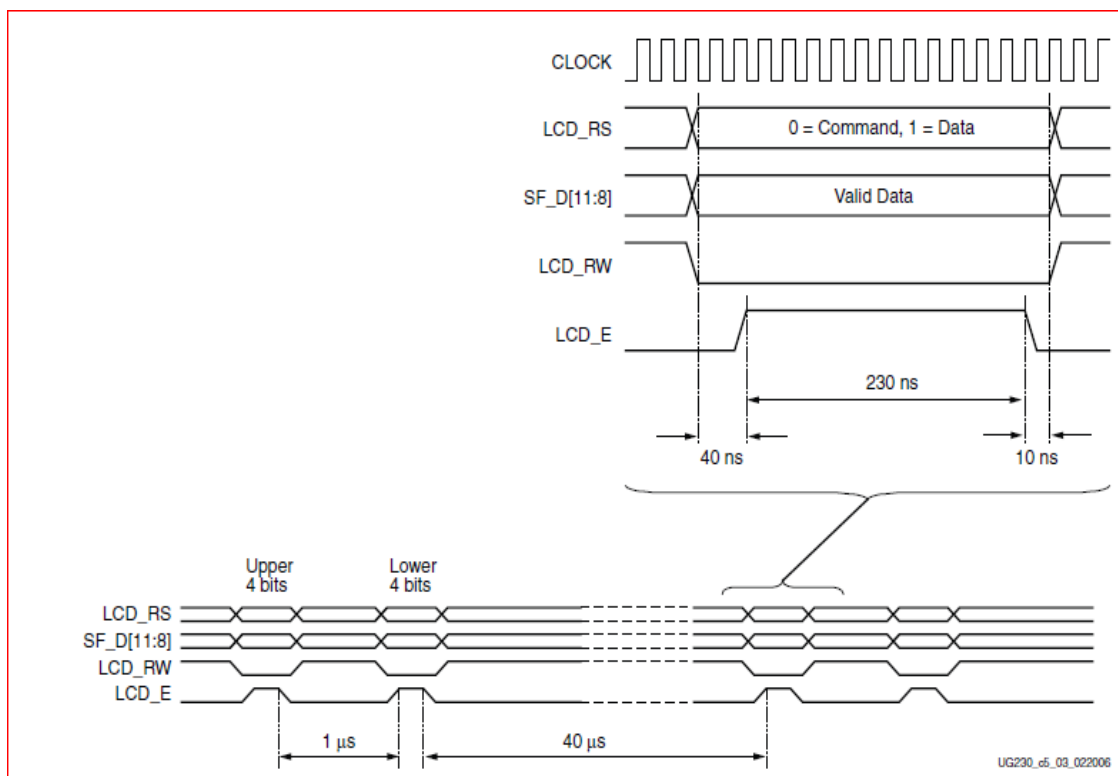 CLOCK
LCD_RS
0 = Command, 1 = Data
SF_D[11:8]
Valid Data
LCD_RW
LCD_E
230 ns
40 ns
10 ns
Upper
4 bits
Lower
4 bits
LCD_RS
SF_D[11:8]
LCD_RW
LCD_E
1 μs
40 μs
UG230_c5_03_022006